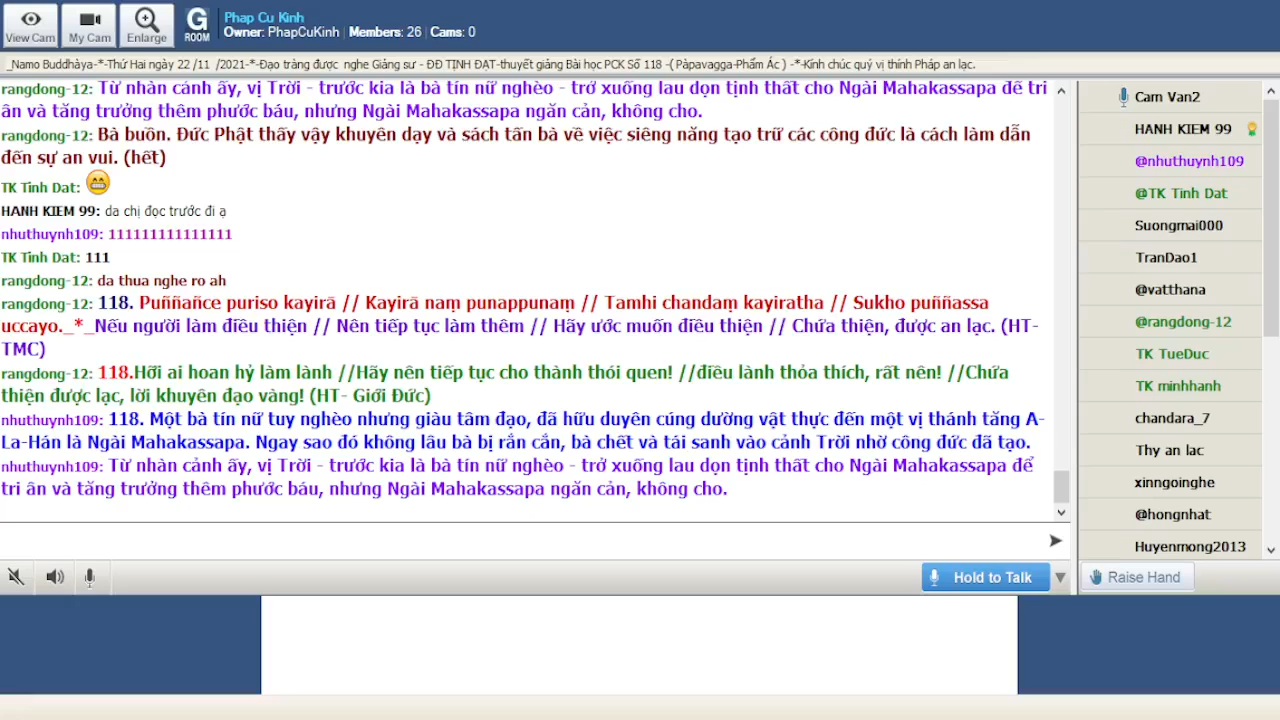 View Cam
My Cam
Enlarge
G
ROOM
Phap Cu Kinh
Owner: PhapCuKinh | Members: 26 | Cams: 0
_Namo Buddhàya-*-Thứ Hai ngày 22 /11 /2021-*-Đạo tràng được nghe Giảng sư - ĐĐ TỊNH ĐẠT-thuyết giảng Bài học PCK Số 118 -( Pàpavagga-Phẩm Ác ) -*-Kính chúc quý vị thính Pháp an lạc.
rangdong-12: Từ nhàn cánh ấy, vị Trời - trước kia là bà tín nữ nghèo - trở xuống lau dọn tịnh thất cho Ngài Mahakassapa để tri
ân và tăng trưởng thêm phước báu, nhưng Ngài Mahakassapa ngăn cản, không cho.
rangdong-12: Bà buồn. Đức Phật thấy vậy khuyên dạy và sách tấn bà về việc siêng năng tạo trữ các công đức là cách làm dẫn
đến sự an vui. (hết)
TK Tinh Dat: 😁
HANH KIEM 99: da chị đọc trước đi ạ
nhuthuynh109: 111111111111111
TK Tinh Dat: 111
rangdong-12: da thua nghe ro ah
rangdong-12: 118. Puññañce puriso kayirā // Kayirā naṃ punappunaṃ // Tamhi chandaṃ kayiratha // Sukho puññassa
uccayo._*_Nếu người làm điều thiện // Nên tiếp tục làm thêm // Hãy ước muốn điều thiện // Chứa thiện, được an lạc. (HT-
TMC)
rangdong-12: 118.Hỡi ai hoan hỷ làm lành //Hãy nên tiếp tục cho thành thói quen! //điều lành thỏa thích, rất nên! //Chứa
thiện được lạc, lời khuyên đạo vàng! (HT- Giới Đức)
nhuthuynh109: 118. Một bà tín nữ tuy nghèo nhưng giàu tâm đạo, đã hữu duyên cúng dường vật thực đến một vị thánh tăng A-
La-Hán là Ngài Mahakassapa. Ngay sao đó không lâu bà bị rắn cắn, bà chết và tái sanh vào cảnh Trời nhờ công đức đã tạo.
nhuthuynh109: Từ nhàn cảnh ấy, vị Trời - trước kia là bà tín nữ nghèo - trở xuống lau dọn tịnh thất cho Ngài Mahakassapa để
tri ân và tăng trưởng thêm phước báu, nhưng Ngài Mahakassapa ngăn cản, không cho.
Cam Van2
HANH KIEM 99
@nhuthuynh109
@TK Tinh Dat
Suongmai000
TranDao1
@vatthana
@rangdong-12
TK TueDuc
TK minhhanh
chandara_7
Thy an lac
xinngoinghe
@hongnhat
Huyenmong2013
Hold to Talk
Raise Hand